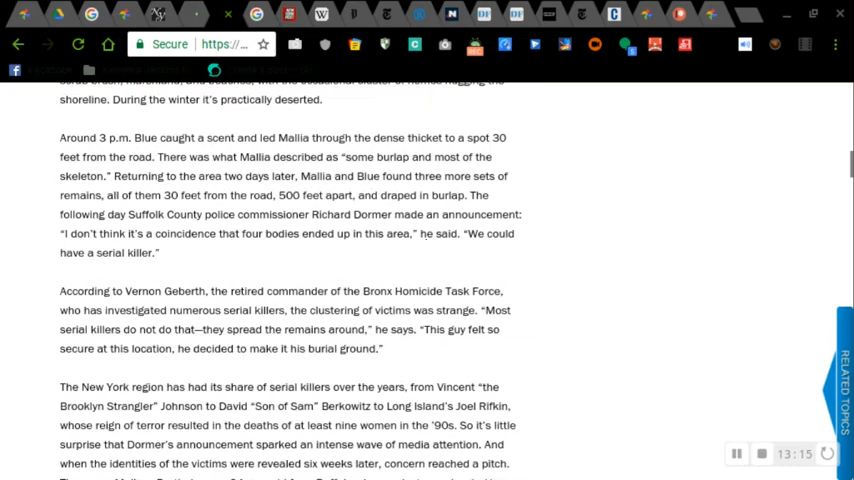 Secure
https://...
Facebook
shoreline. During the winter it's practically deserted.
Around 3 p.m. Blue caught a scent and led Mallia through the dense thicket to a spot 30
feet from the road. There was what Mallia described as “some burlap and most of the
skeleton.” Returning to the area two days later, Mallia and Blue found three more sets of
remains, all of them 30 feet from the road, 500 feet apart, and draped in burlap. The
following day Suffolk County police commissioner Richard Dormer made an announcement:
“I don’t think it’s a coincidence that four bodies ended up in this area,” he said. “We could
have a serial killer.”
According to Vernon Geberth, the retired commander of the Bronx Homicide Task Force,
who has investigated numerous serial killers, the clustering of victims was strange. “Most
serial killers do not do that—they spread the remains around,” he says. “This guy felt so
secure at this location, he decided to make it his burial ground.”
The New York region has had its share of serial killers over the years, from Vincent “the
Brooklyn Strangler” Johnson to David “Son of Sam” Berkowitz to Long Island’s Joel Rifkin,
whose reign of terror resulted in the deaths of at least nine women in the ’90s. So it’s little
surprise that Dormer’s announcement sparked an intense wave of media attention. And
when the identities of the victims were revealed six weeks later, concern reached a pitch.
RELATED TOPICS
13:15